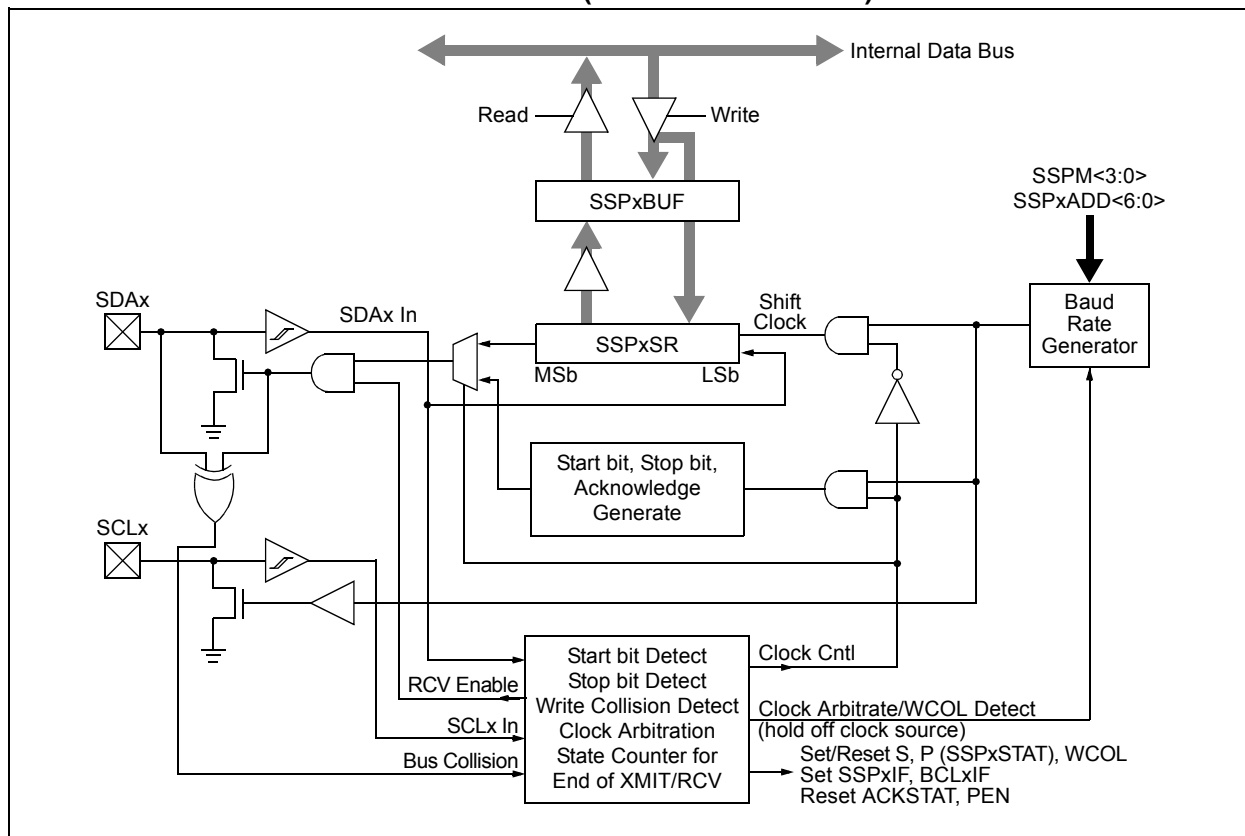 Internal Data Bus
Read
Write
SSPM<3:0>
SSPxADD<6:0>
SSPxBUF
Baud
Rate
Generator
SDAx
SDAx In
Shift
Clock
SSPxSR
MSb
LSb
Start bit, Stop bit,
Acknowledge
Generate
SCLx
Start bit Detect
Stop bit Detect
Write Collision Detect
Clock Arbitration
State Counter for
End of XMIT/RCV
RCV Enable
SCLx In
Bus Collision
Clock Cntl
Clock Arbitrate/WCOL Detect
(hold off clock source)
Set/Reset S, P (SSPxSTAT), WCOL
Set SSPxIF, BCLxIF
Reset ACKSTAT, PEN